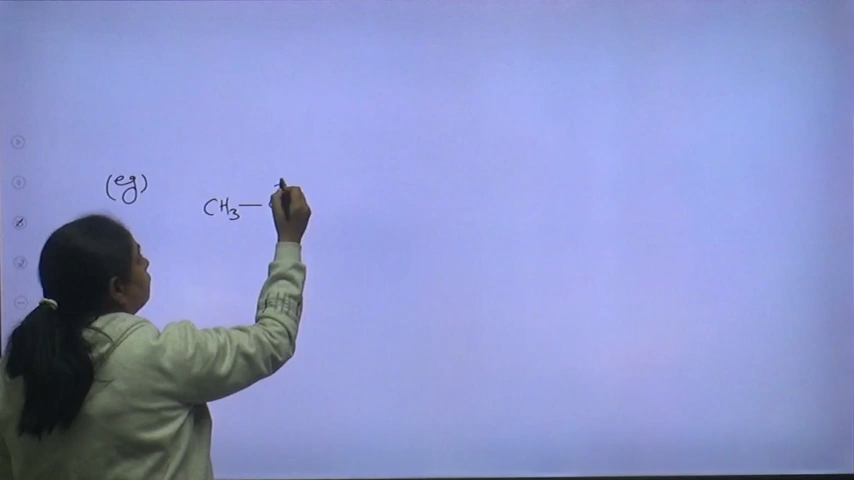 (eg)
CH₃ —